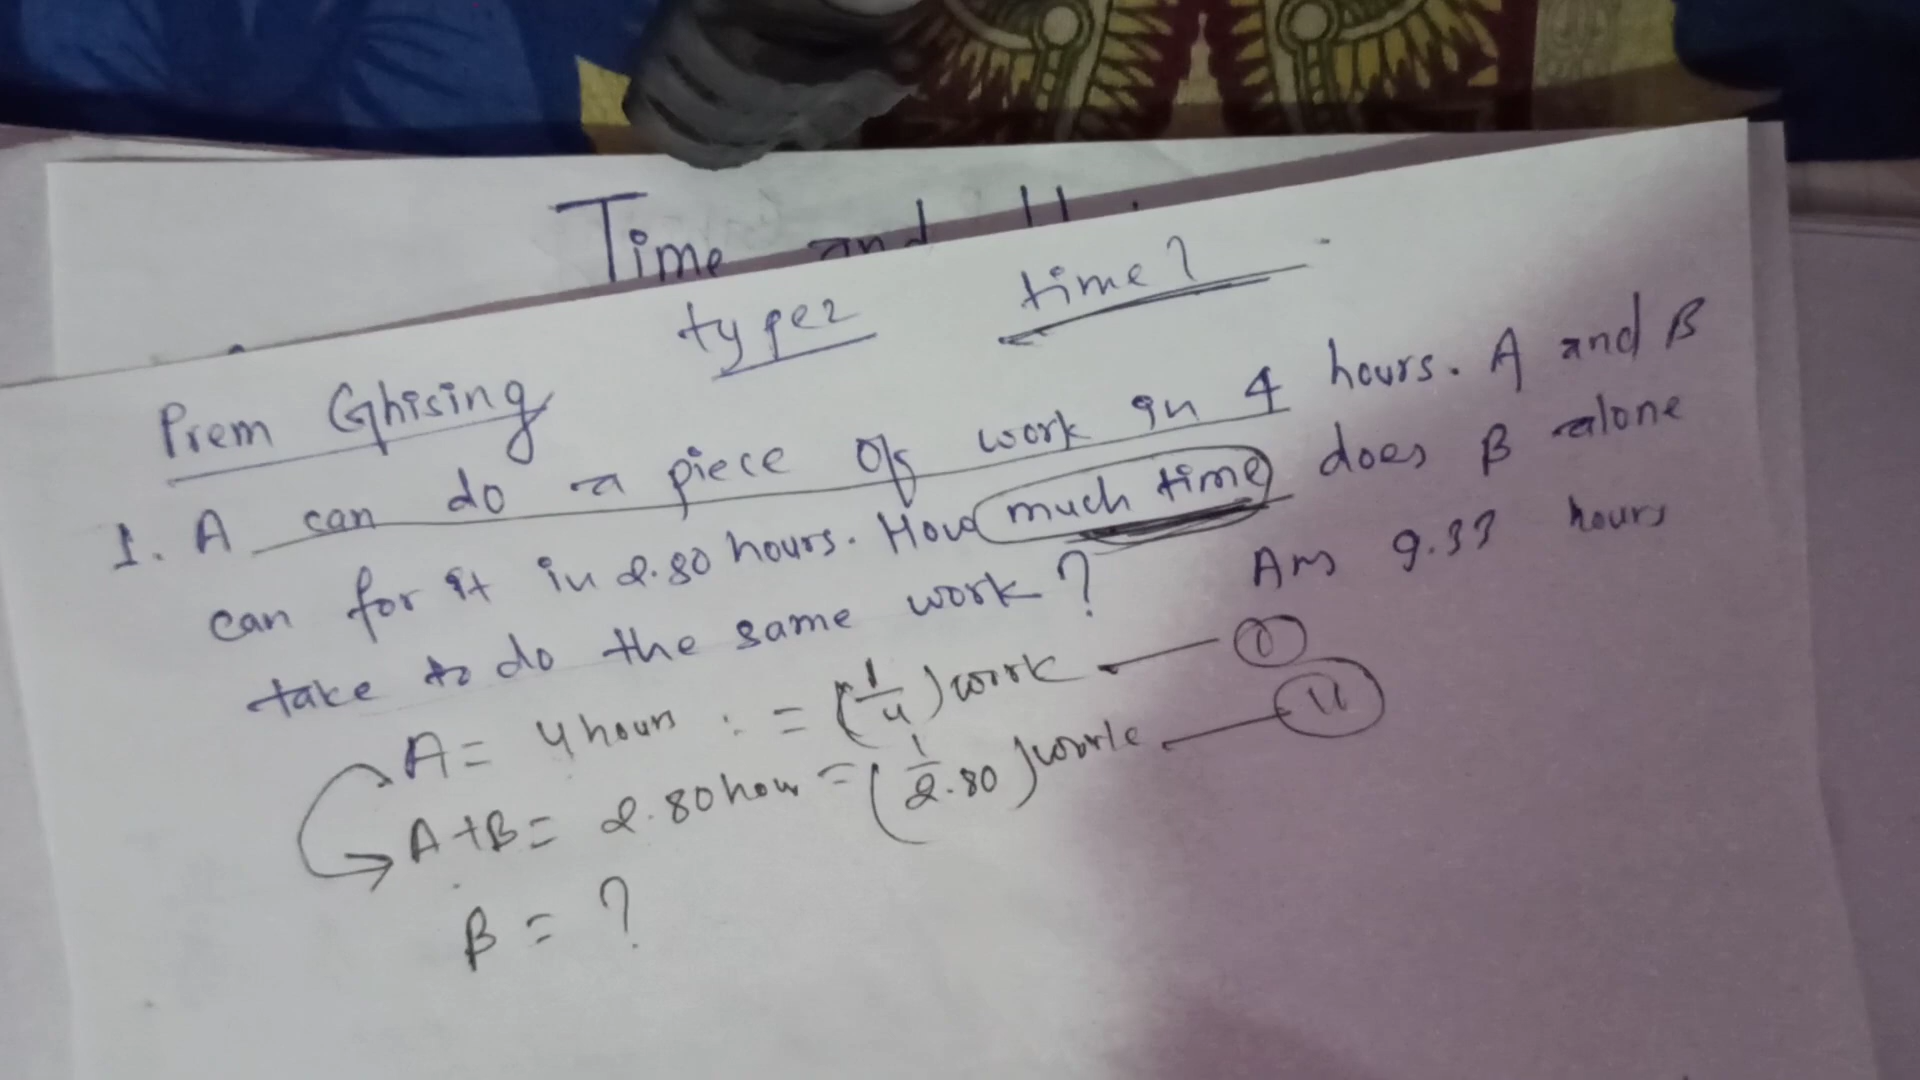 Time and
type2 time?
Prem Ghising
1. A can do a piece of work in 4 hours. A and B
can for it in 2.80 hours. How much time does B alone
take to do the same work? Ans 9.33 hours
A = 4 hours : = (1/4) work — (I)
A+B = 2.80 hour = (1/2.80) work — (II)
B = ?